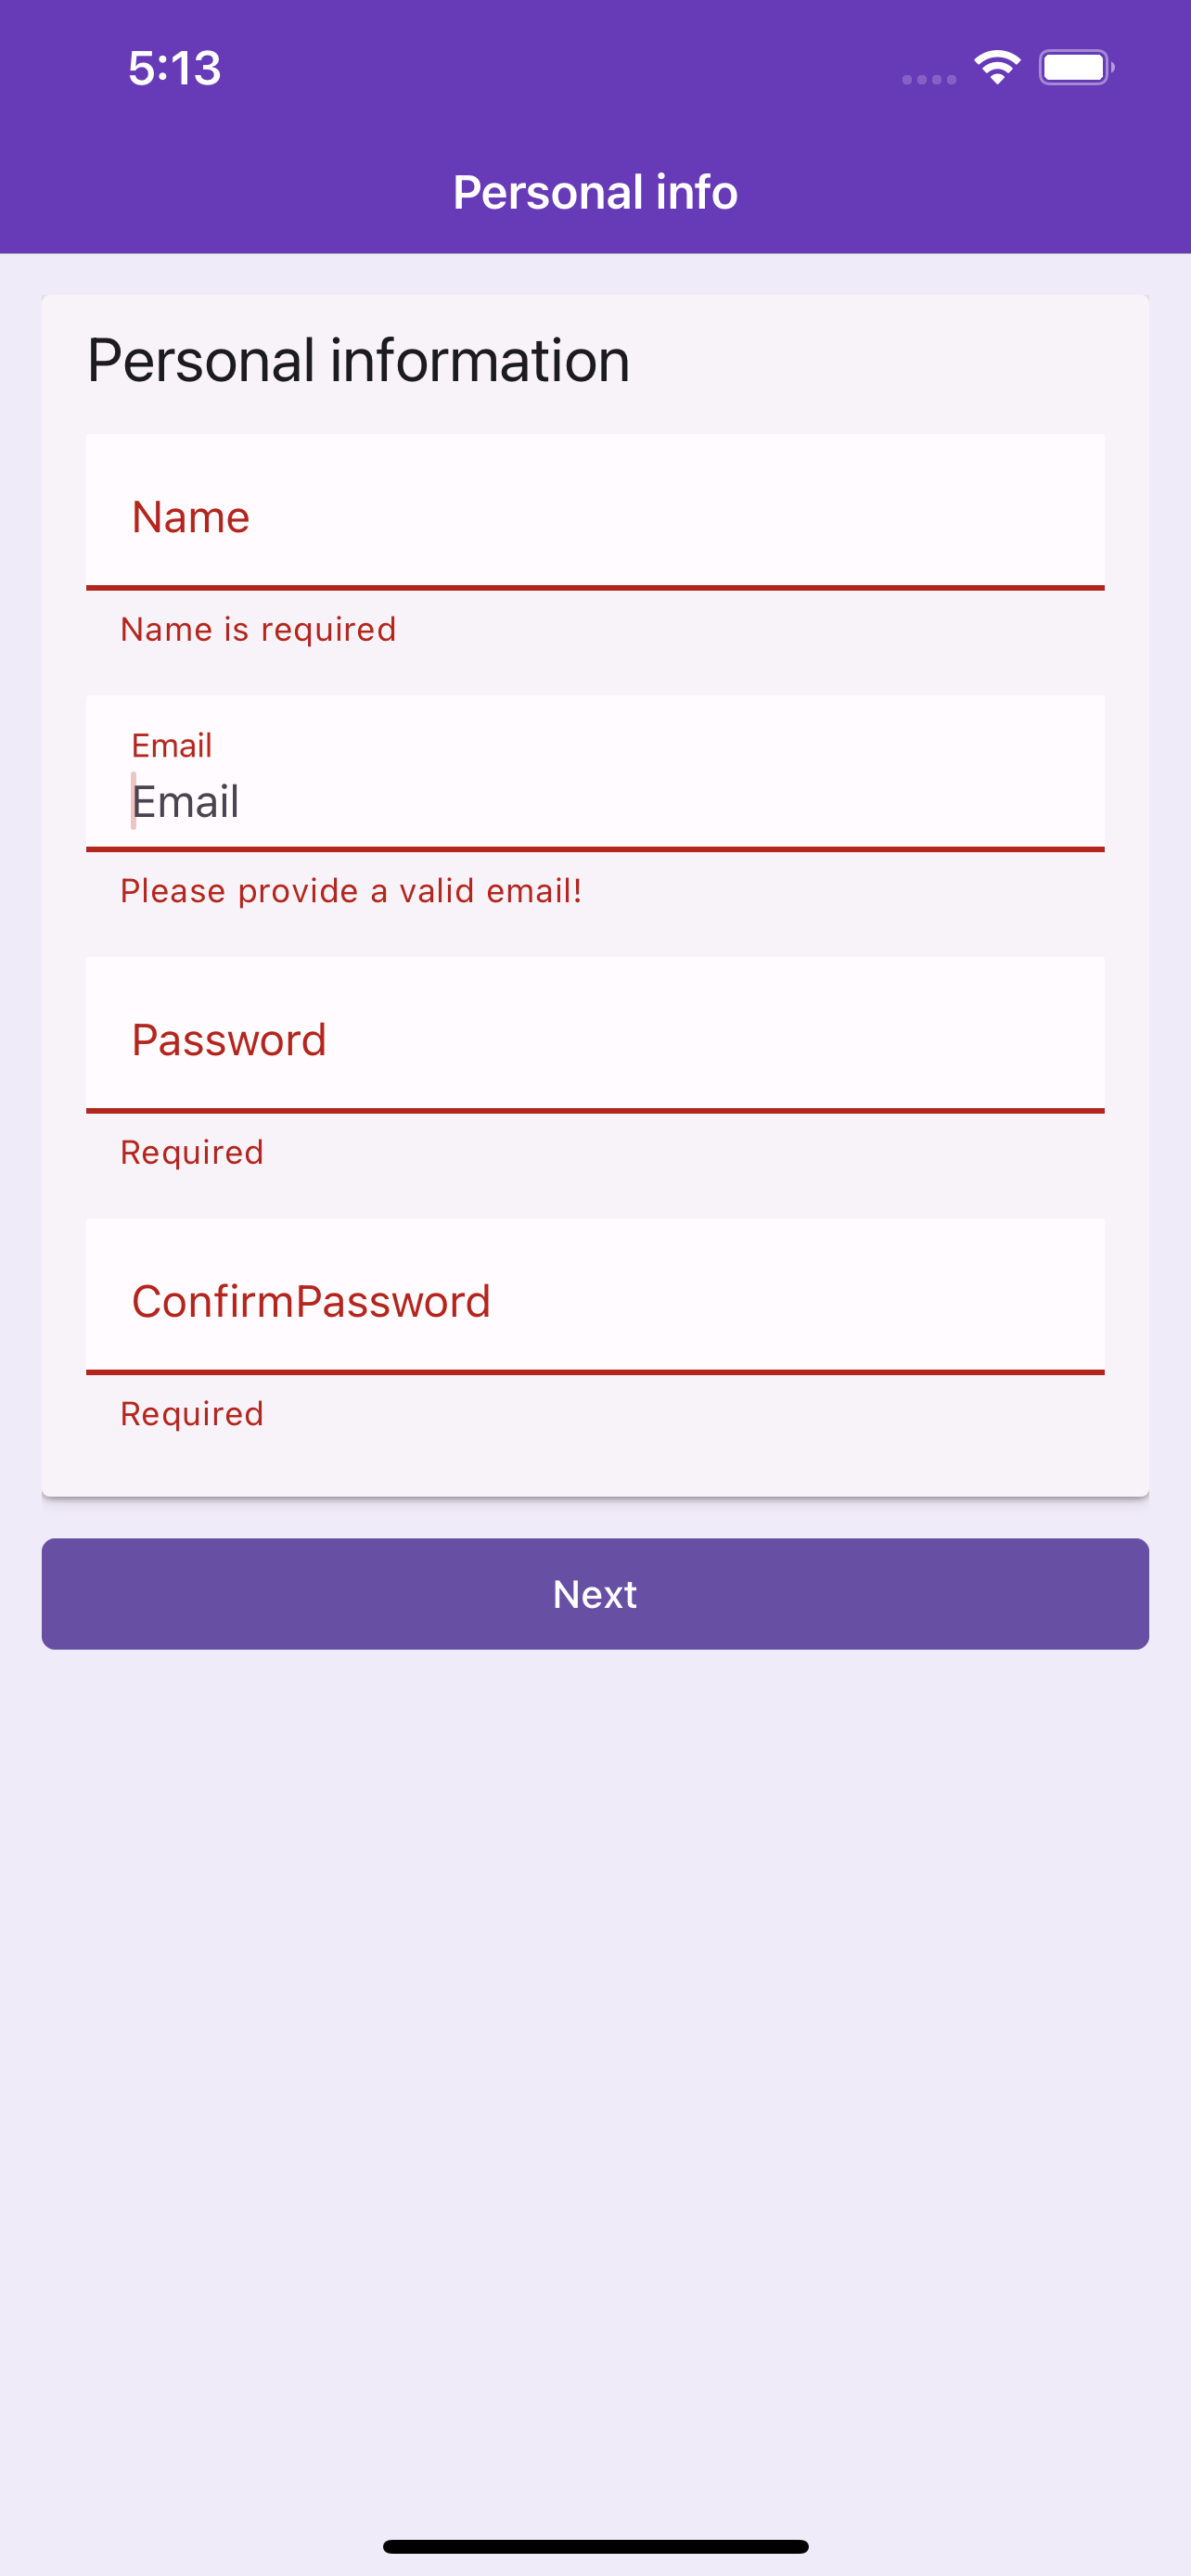 5:13
Personal info
Personal information
Name
Name is required
Email
Email
Please provide a valid email!
Password
Required
ConfirmPassword
Required
Next